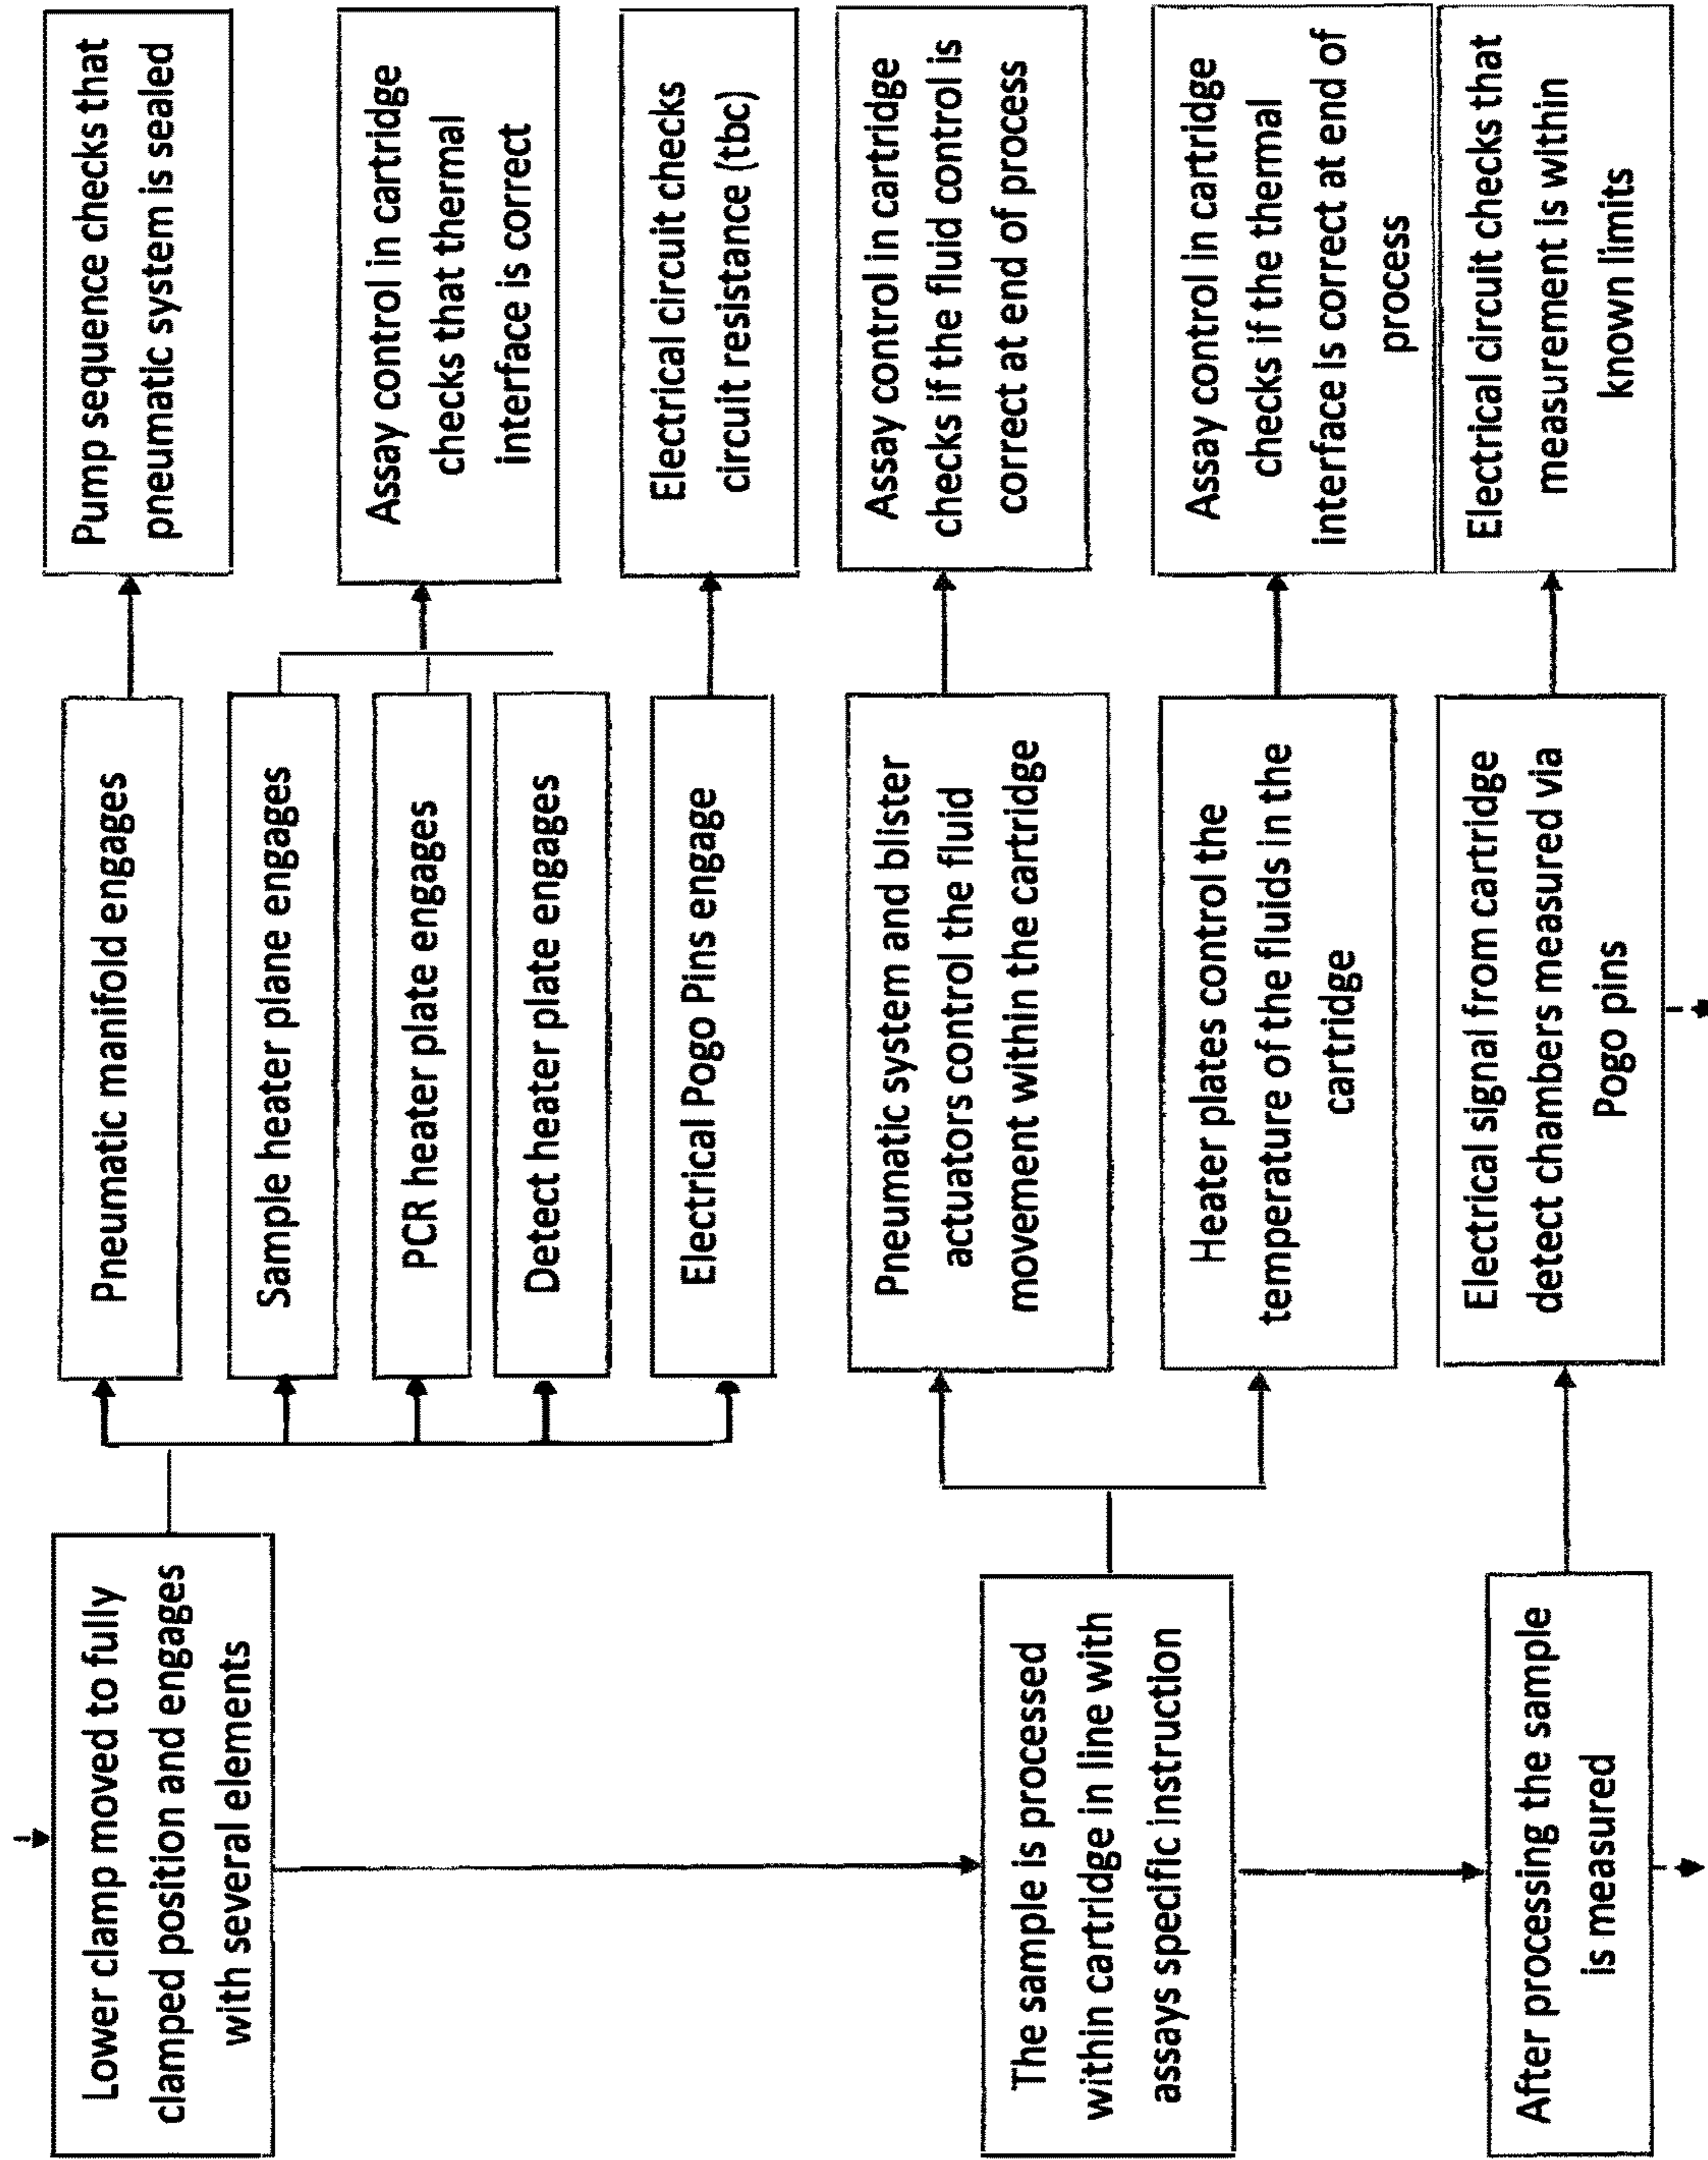 Lower clamp moved to fully
clamped position and engages
with several elements
Pneumatic manifold engages
Pump sequence checks that
pneumatic system is sealed
Sample heater plane engages
PCR heater plate engages
Detect heater plate engages
Assay control in cartridge
checks that thermal
interface is correct
Electrical Pogo Pins engage
Electrical circuit checks
circuit resistance (tbc)
The sample is processed
within cartridge in line with
assays specific instruction
Pneumatic system and blister
actuators control the fluid
movement within the cartridge
Assay control in cartridge
checks if the fluid control is
correct at end of process
Heater plates control the
temperature of the fluids in the
cartridge
Assay control in cartridge
checks if the thermal
interface is correct at end of
process
After processing the sample
is measured
Electrical signal from cartridge
detect chambers measured via
Pogo pins
Electrical circuit checks that
measurement is within
known limits